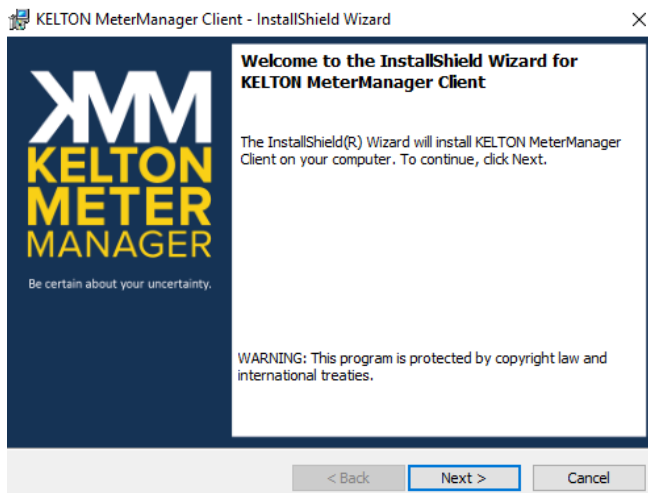 KELTON MeterManager Client - InstallShield Wizard
KMM
KELTON
METER
MANAGER
Be certain about your uncertainty.
Welcome to the InstallShield Wizard for
KELTON MeterManager Client
The InstallShield(R) Wizard will install KELTON MeterManager
Client on your computer. To continue, click Next.
WARNING: This program is protected by copyright law and
international treaties.
< Back
Next >
Cancel